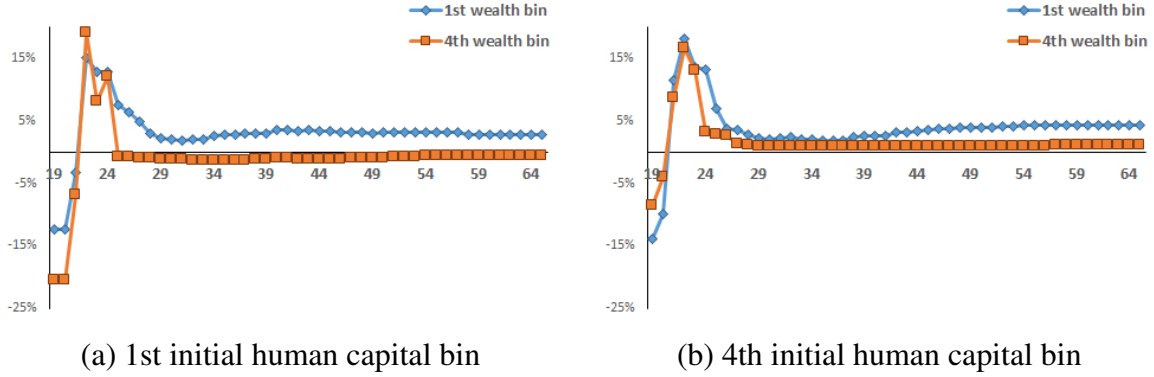 1st wealth bin
4th wealth bin
15%
5%
-5%
-15%
-25%
19 24 29 34 39 44 49 54 59 64
(a) 1st initial human capital bin
1st wealth bin
4th wealth bin
15%
5%
-5%
-15%
-25%
19 24 29 34 39 44 49 54 59 64
(b) 4th initial human capital bin